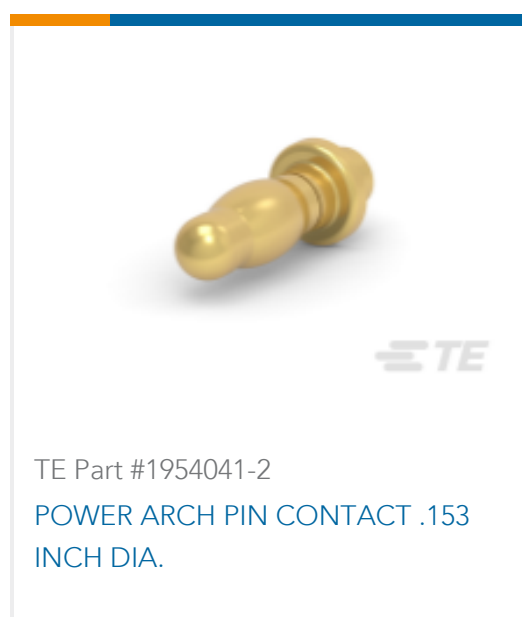 TE
TE Part #1954041-2
POWER ARCH PIN CONTACT .153
INCH DIA.